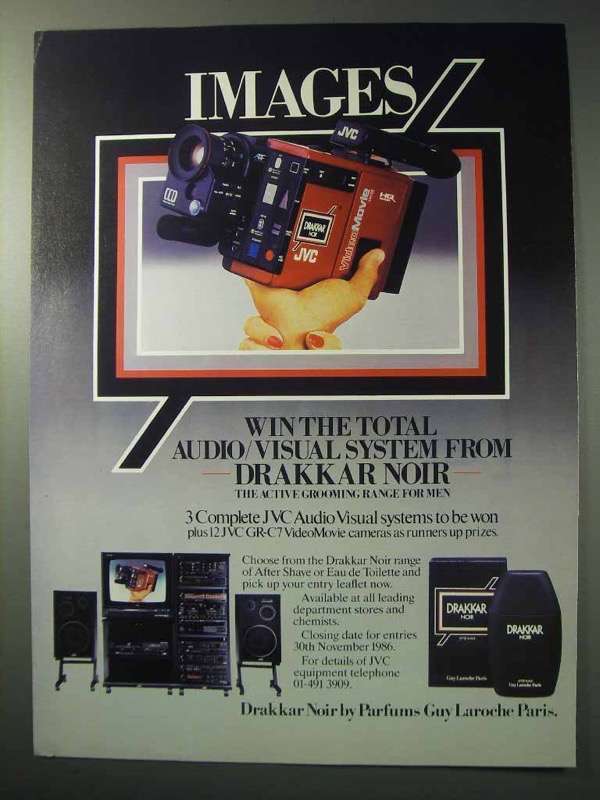 IMAGES
JVC
DRAKKAR
NOIR
JVC
VideoMovie
HQ
WIN THE TOTAL
AUDIO/VISUAL SYSTEM FROM
DRAKKAR NOIR
THE ACTIVE GROOMING RANGE FOR MEN
3 Complete JVC Audio Visual systems to be won
plus 12 JVC GR-C7 VideoMovie cameras as runners up prizes.
Choose from the Drakkar Noir range
of After Shave or Eau de Toilette and
pick up your entry leaflet now.
Available at all leading
department stores and
chemists.
Closing date for entries
30th November 1986.
For details of JVC
equipment telephone
01-491 3909.
DRAKKAR
NOIR
Guy Laroche Paris
DRAKKAR
NOIR
Guy Laroche Paris
Drakkar Noir by Parfums Guy Laroche Paris.